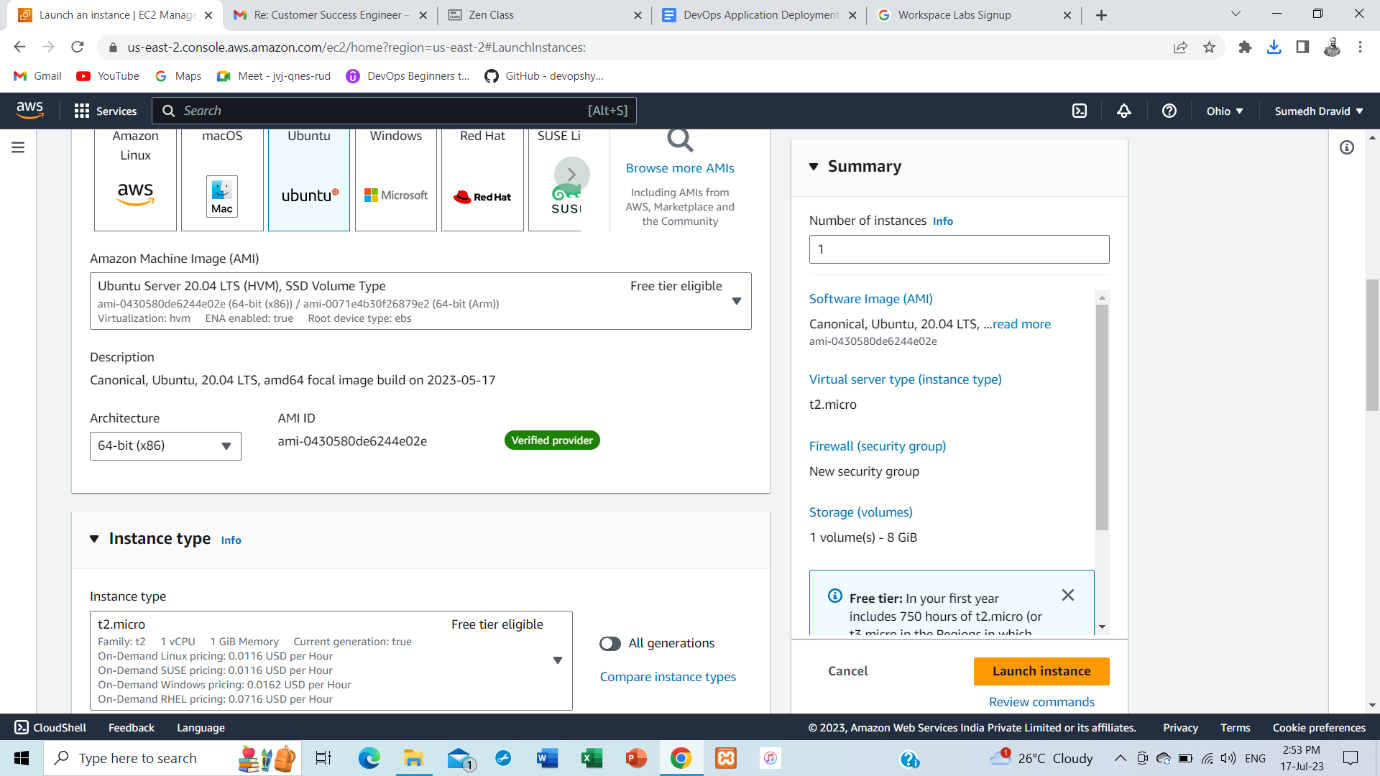 Launch an instance | EC2 Manage
Re: Customer Success Engineer -
Zen Class
DevOps Application Deployment
Workspace Labs Signup
us-east-2.console.aws.amazon.com/ec2/home?region=us-east-2#LaunchInstances:
Gmail
YouTube
Maps
Meet - jvj-qnes-rud
DevOps Beginners t...
GitHub - devopshy...
aws
Services
Search
[Alt+S]
Ohio
Sumedh Dravid
Amazon
Linux
aws
macOS
Mac
Ubuntu
ubuntu
Windows
Microsoft
Red Hat
Red Hat
SUSE Li
SUSI
Browse more AMIs
Including AMIs from
AWS, Marketplace and
the Community
Amazon Machine Image (AMI)
Ubuntu Server 20.04 LTS (HVM), SSD Volume Type
Free tier eligible
ami-0430580de6244e02e (64-bit (x86)) / ami-0071e4b30f26879e2 (64-bit (Arm))
Virtualization: hvm ENA enabled: true Root device type: ebs
Description
Canonical, Ubuntu, 20.04 LTS, amd64 focal image build on 2023-05-17
Architecture
64-bit (x86)
AMI ID
ami-0430580de6244e02e
Verified provider
Instance type Info
Instance type
t2.micro
Free tier eligible
Family: t2 1 vCPU 1 GiB Memory Current generation: true
On-Demand Linux pricing: 0.0116 USD per Hour
On-Demand SUSE pricing: 0.0116 USD per Hour
On-Demand Windows pricing: 0.0162 USD per Hour
On-Demand RHEL pricing: 0.0716 USD per Hour
All generations
Compare instance types
Summary
Number of instances Info
1
Software Image (AMI)
Canonical, Ubuntu, 20.04 LTS, ...read more
ami-0430580de6244e02e
Virtual server type (instance type)
t2.micro
Firewall (security group)
New security group
Storage (volumes)
1 volume(s) - 8 GiB
Free tier: In your first year
includes 750 hours of t2.micro (or
t3.micro in the Regions in which
Cancel
Launch instance
Review commands
CloudShell
Feedback
Language
© 2023, Amazon Web Services India Private Limited or its affiliates.
Privacy
Terms
Cookie preferences
Type here to search
1
1
26°C Cloudy
ENG
2:53 PM
17-Jul-23